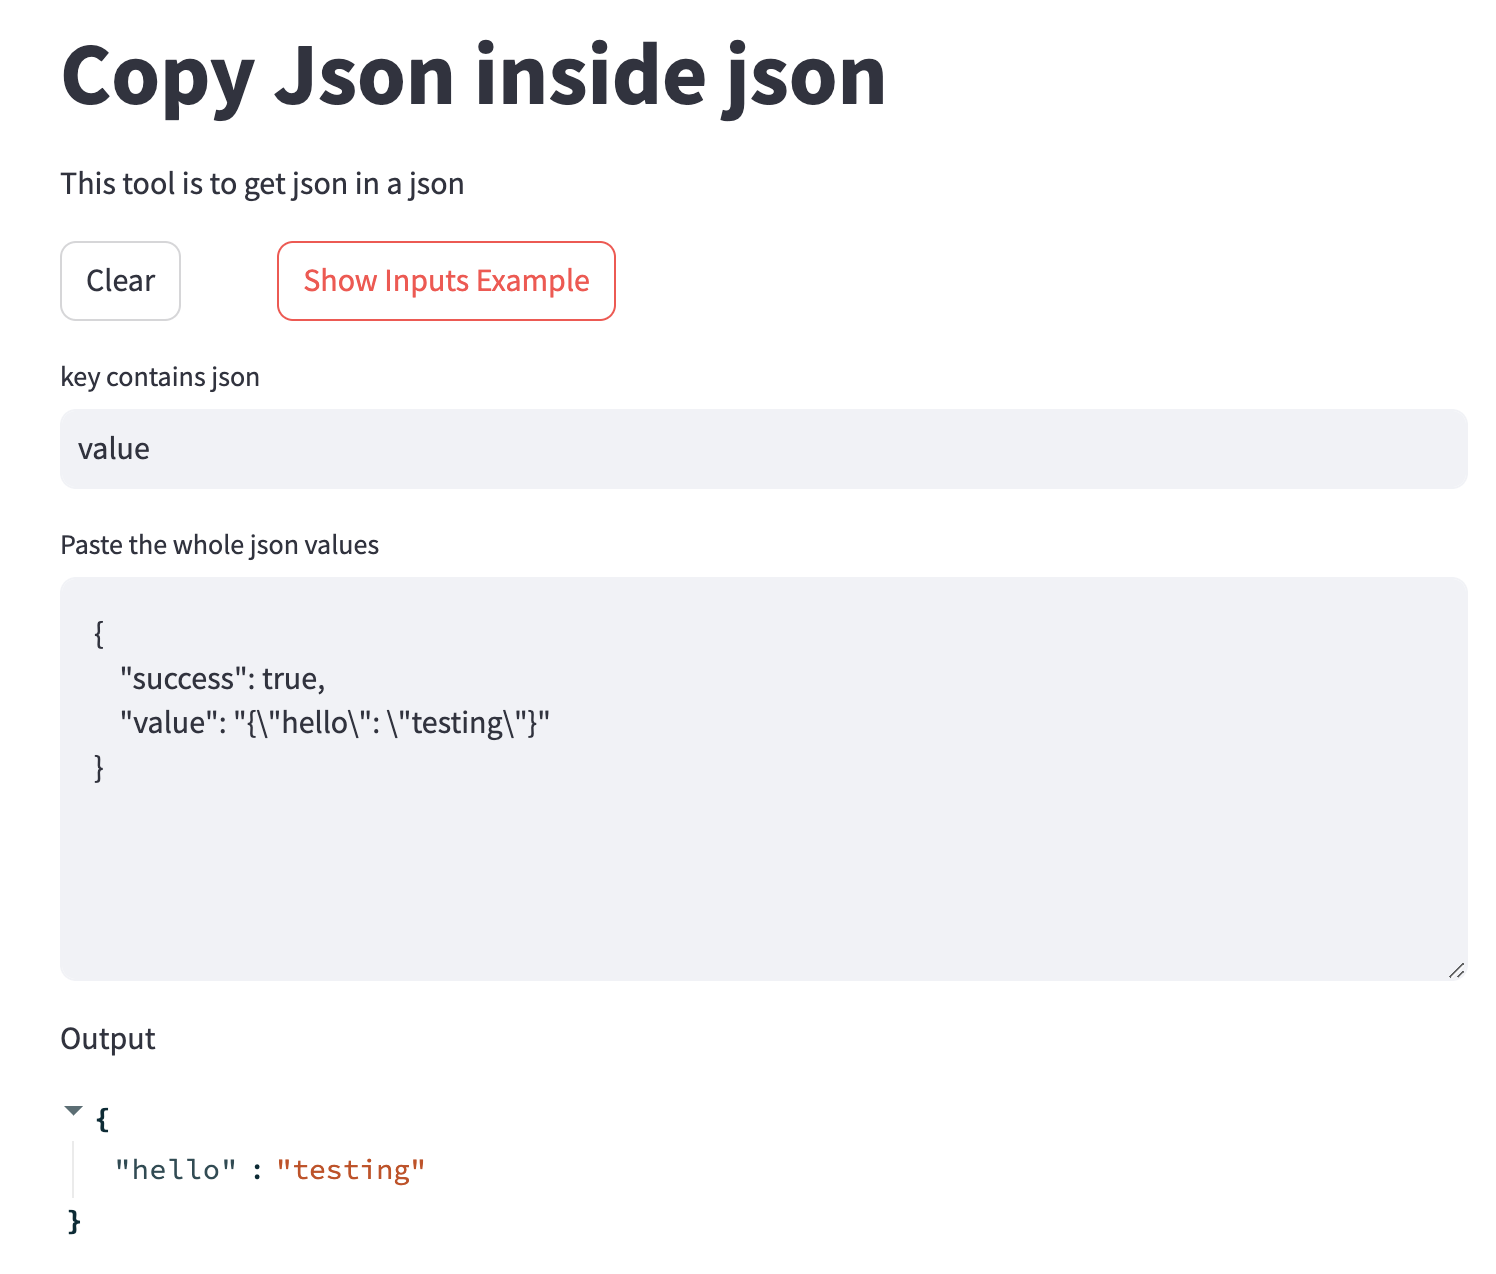 Copy Json inside json
This tool is to get json in a json
Clear
Show Inputs Example
key contains json
value
Paste the whole json values
{
"success": true,
"value": "{\"hello\": \"testing\"}"
}
Output
{
"hello" : "testing"
}